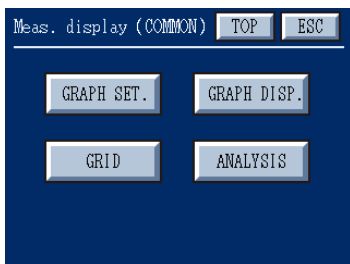 Meas. display (COMMON) TOP ESC
GRAPH SET. GRAPH DISP.
GRID ANALYSIS